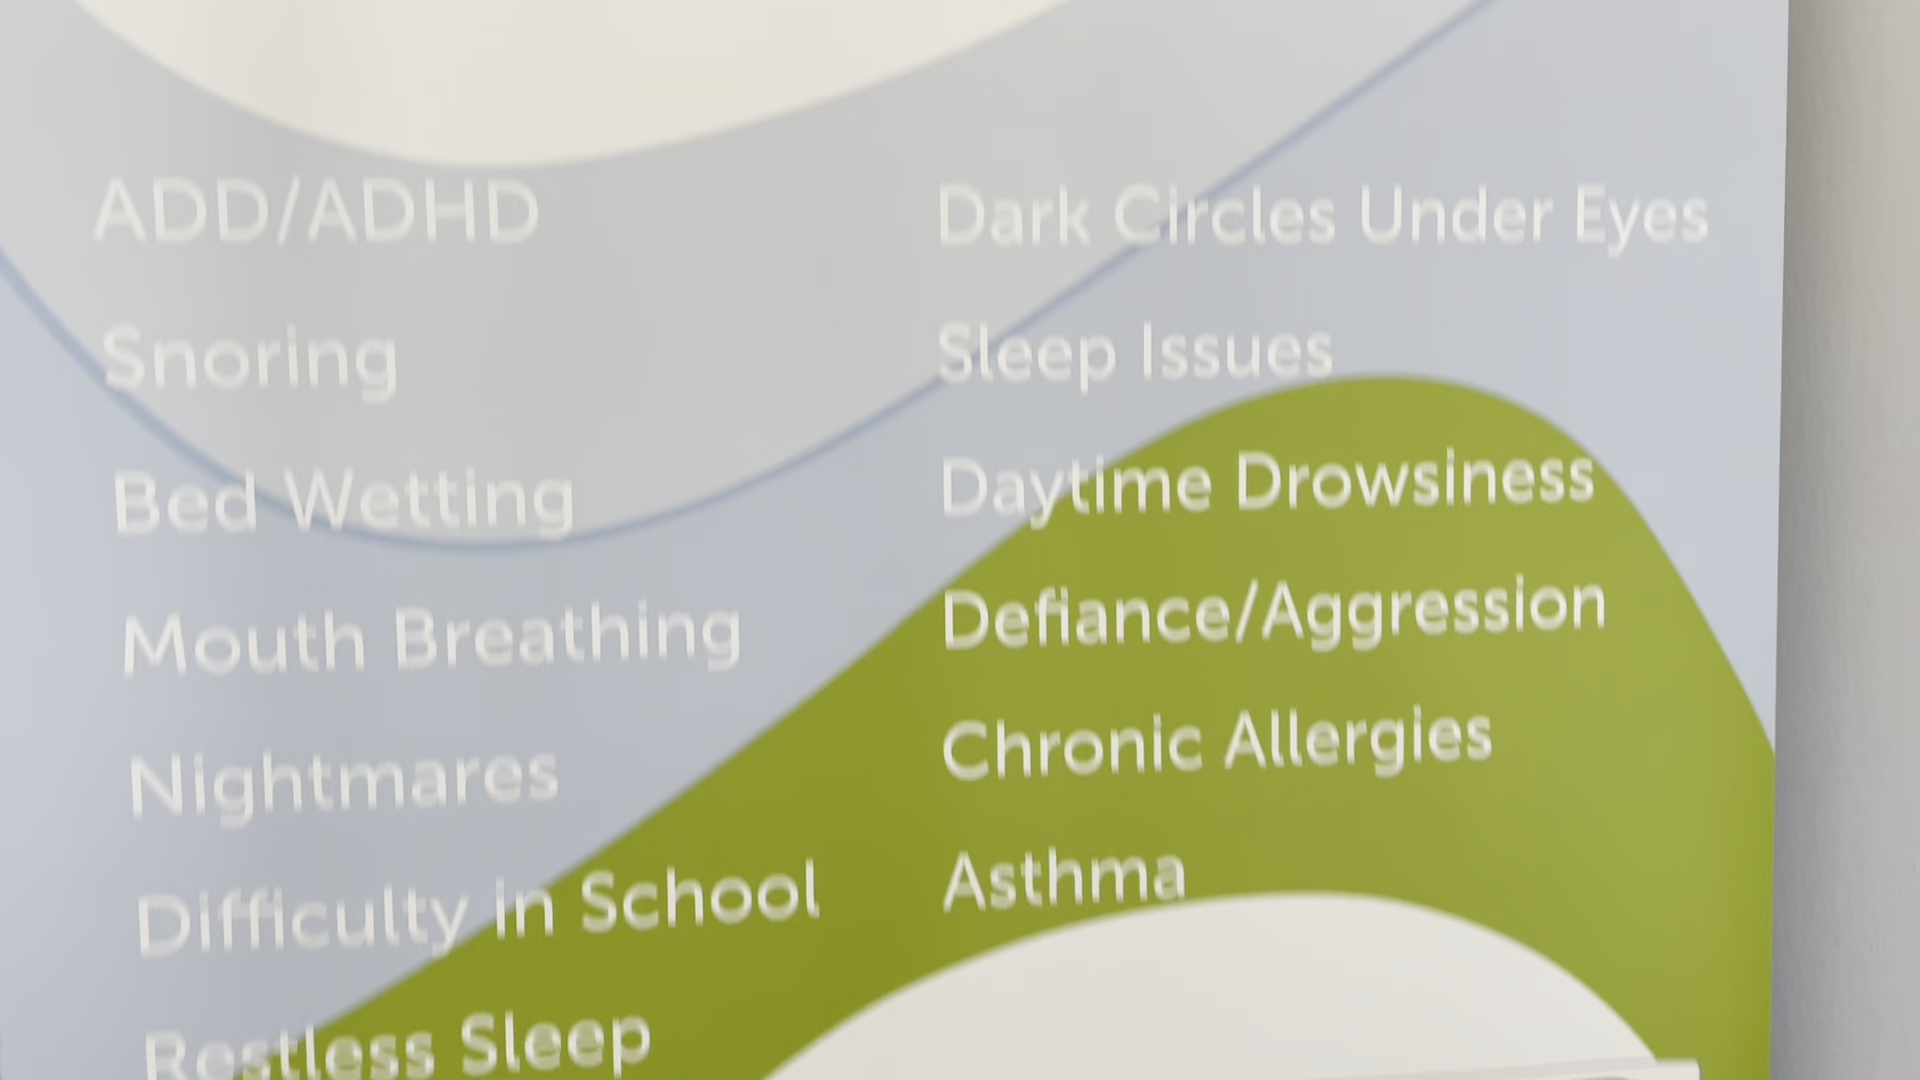 ADD/ADHD
Snoring
Bed Wetting
Mouth Breathing
Nightmares
Difficulty in School
Restless Sleep
Dark Circles Under Eyes
Sleep Issues
Daytime Drowsiness
Defiance/Aggression
Chronic Allergies
Asthma